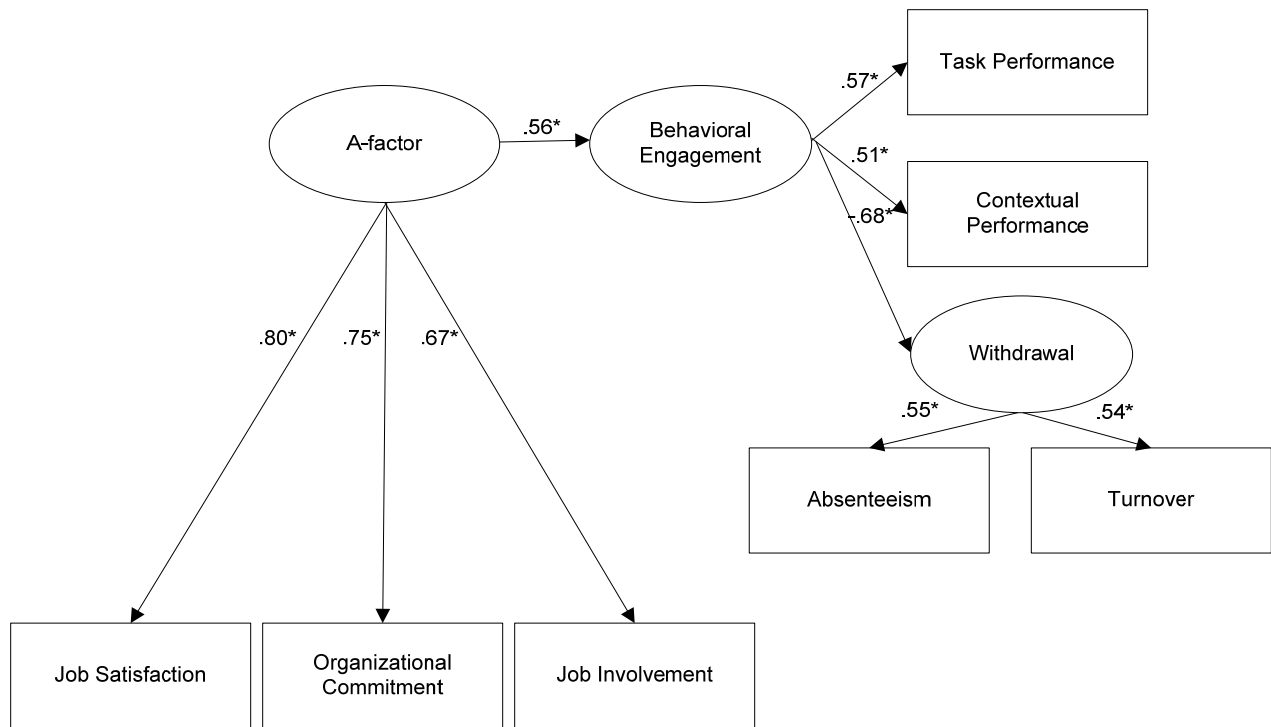 Task Performance
.57*
A-factor
.56*
Behavioral
Engagement
.51*
Contextual
Performance
-.68*
.80*
.75*
.67*
Withdrawal
.55*
.54*
Absenteeism
Turnover
Job Satisfaction
Organizational
Commitment
Job Involvement